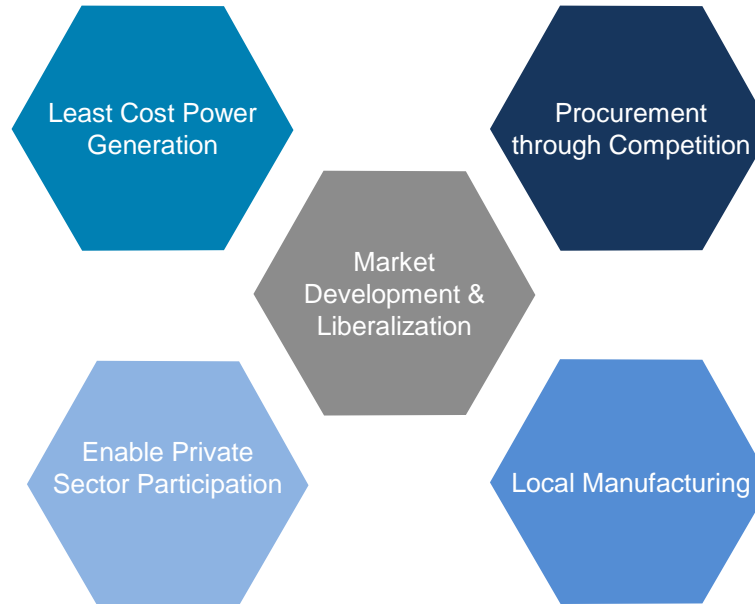 Least Cost Power
Generation
Procurement
through Competition
Market
Development &
Liberalization
Enable Private
Sector Participation
Local Manufacturing